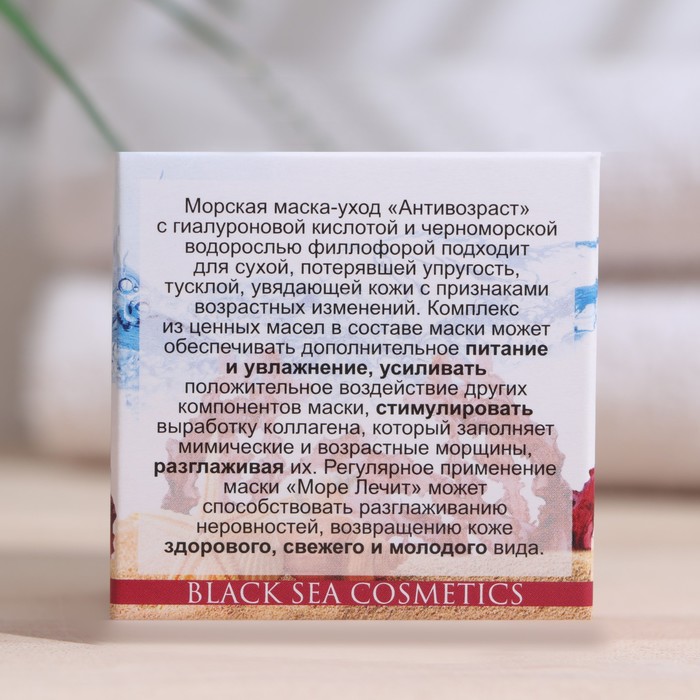 Морская маска-уход «Антивозраст»
с гиалуроновой кислотой и черноморской
водорослью филлофорой подходит
для сухой, потерявшей упругость,
тусклой, увядающей кожи с признаками
возрастных изменений. Комплекс
из ценных масел в составе маски может
обеспечивать дополнительное питание
и увлажнение, усиливать
положительное воздействие других
компонентов маски, стимулировать
выработку коллагена, который заполняет
мимические и возрастные морщины,
разглаживая их. Регулярное применение
маски «Море Лечит» может
способствовать разглаживанию
неровностей, возвращению коже
здорового, свежего и молодого вида.
BLACK SEA COSMETICS